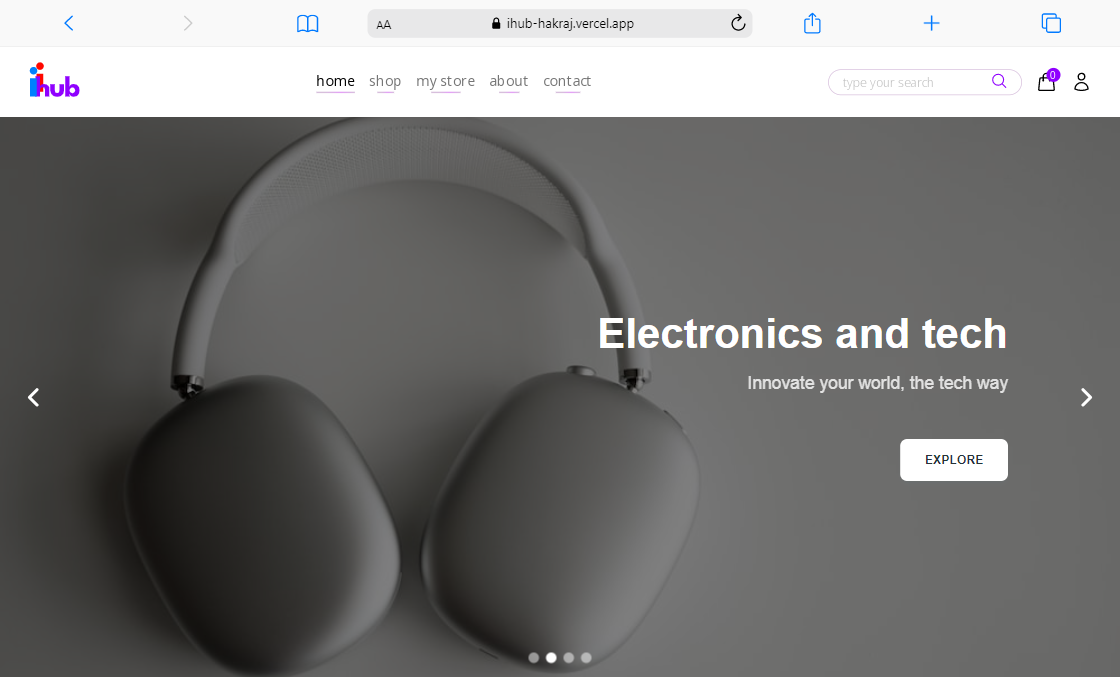 AA
ihub-hakraj.vercel.app
ihub
home shop my store about contact
type your search
0
Electronics and tech
Innovate your world, the tech way
EXPLORE